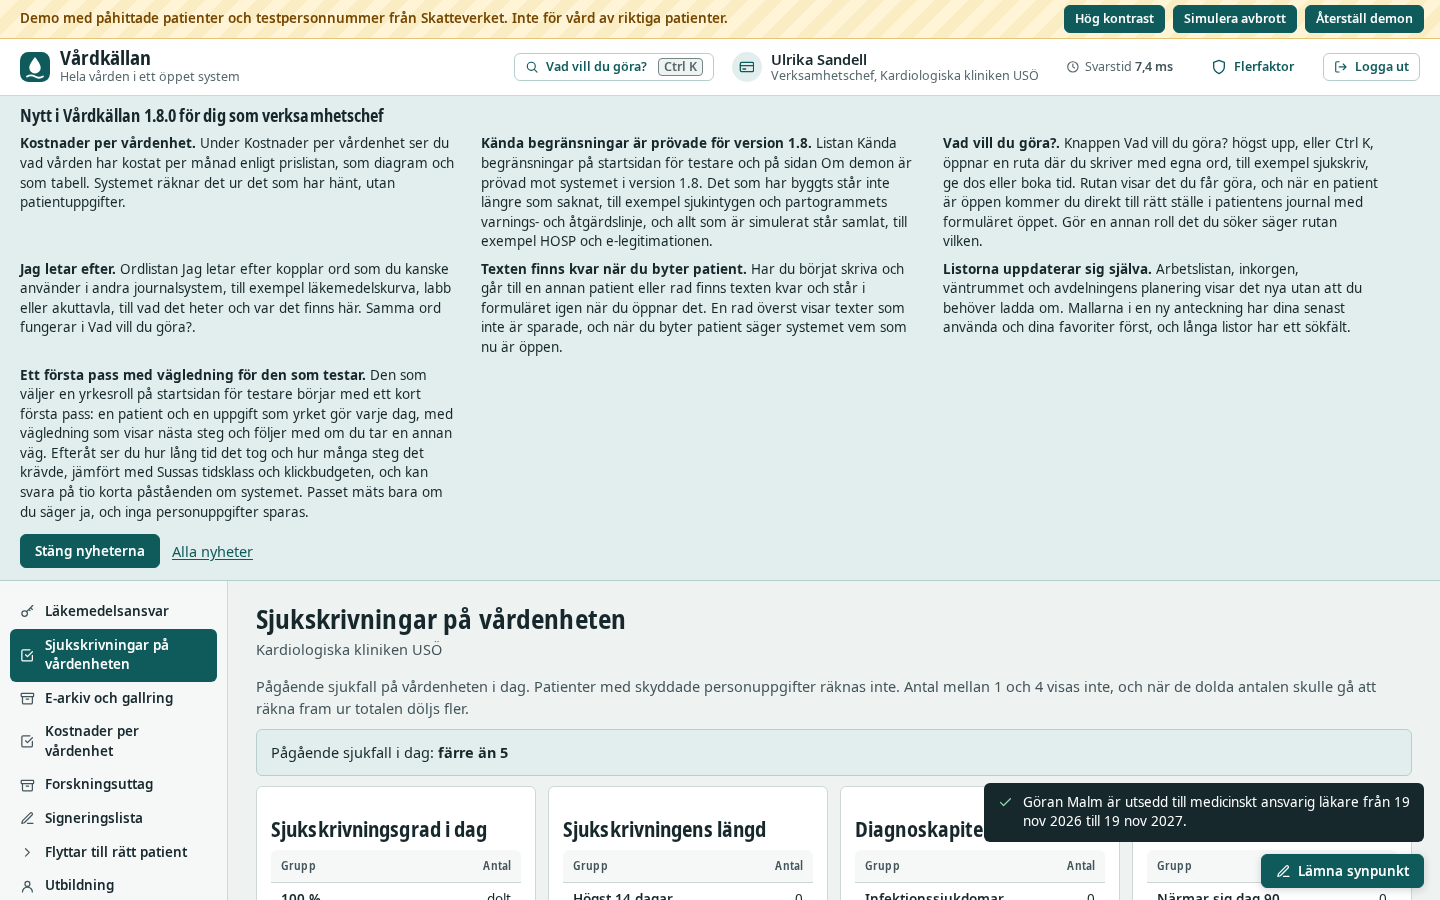 Demo med påhittade patienter och testpersonnummer från Skatteverket. Inte för vård av riktiga patienter.
Hög kontrast
Simulera avbrott
Återställ demon
Vårdkällan
Hela vården i ett öppet system
Vad vill du göra? Ctrl K
Ulrika Sandell
Verksamhetschef, Kardiologiska kliniken USÖ
Svarstid 7,4 ms
Flerfaktor
Logga ut
Nytt i Vårdkällan 1.8.0 för dig som verksamhetschef
Kostnader per vårdenhet. Under Kostnader per vårdenhet ser du
vad vården har kostat per månad enligt prislistan, som diagram och
som tabell. Systemet räknar det ur det som har hänt, utan
patientuppgifter.
Kända begränsningar är prövade för version 1.8. Listan Kända
begränsningar på startsidan för testare och på sidan Om demon är
prövad mot systemet i version 1.8. Det som har byggts står inte
längre som saknat, till exempel sjukintygen och partogrammets
varnings- och åtgärdslinje, och allt som är simulerat står samlat, till
exempel HOSP och e-legitimationen.
Vad vill du göra?. Knappen Vad vill du göra? högst upp, eller Ctrl K,
öppnar en ruta där du skriver med egna ord, till exempel sjukskriv,
ge dos eller boka tid. Rutan visar det du får göra, och när en patient
är öppen kommer du direkt till rätt ställe i patientens journal med
formuläret öppet. Gör en annan roll det du söker säger rutan
vilken.
Jag letar efter. Ordlistan Jag letar efter kopplar ord som du kanske
använder i andra journalsystem, till exempel läkemedelskurva, labb
eller akuttavla, till vad det heter och var det finns här. Samma ord
fungerar i Vad vill du göra?.
Texten finns kvar när du byter patient. Har du börjat skriva och
går till en annan patient eller rad finns texten kvar och står i
formuläret igen när du öppnar det. En rad överst visar texter som
inte är sparade, och när du byter patient säger systemet vem som
nu är öppen.
Listorna uppdaterar sig själva. Arbetslistan, inkorgen,
väntrummet och avdelningens planering visar det nya utan att du
behöver ladda om. Mallarna i en ny anteckning har dina senast
använda och dina favoriter först, och långa listor har ett sökfält.
Ett första pass med vägledning för den som testar. Den som
väljer en yrkesroll på startsidan för testare börjar med ett kort
första pass: en patient och en uppgift som yrket gör varje dag, med
vägledning som visar nästa steg och följer med om du tar en annan
väg. Efteråt ser du hur lång tid det tog och hur många steg det
krävde, jämfört med Sussas tidsklass och klickbudgeten, och kan
svara på tio korta påståenden om systemet. Passet mäts bara om
du säger ja, och inga personuppgifter sparas.
Stäng nyheterna
Alla nyheter
Läkemedelsansvar
Sjukskrivningar på
vårdenheten
E-arkiv och gallring
Kostnader per
vårdenhet
Forskningsuttag
Signeringslista
Flyttar till rätt patient
Utbildning
Sjukskrivningar på vårdenheten
Kardiologiska kliniken USÖ
Pågående sjukfall på vårdenheten i dag. Patienter med skyddade personuppgifter räknas inte. Antal mellan 1 och 4 visas inte, och när de dolda antalen skulle gå att
räkna fram ur totalen döljs fler.
Pågående sjukfall i dag: färre än 5
Sjukskrivningsgrad i dag
Grupp Antal
100 % dolt
Sjukskrivningens längd
Grupp Antal
Högst 14 dagar 0
Grupp Antal
Infektionssjukdomar 0
Grupp
Närmar sig dag 90 0
Göran Malm är utsedd till medicinskt ansvarig läkare från 19
nov 2026 till 19 nov 2027.
Lämna synpunkt